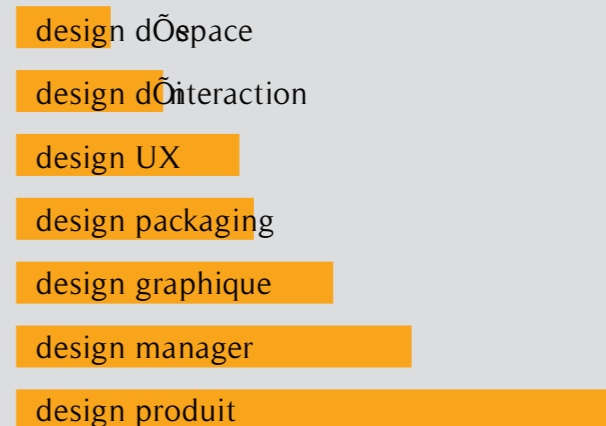 design dÕespace
design dÕinteraction
design UX
design packaging
design graphique
design manager
design produit